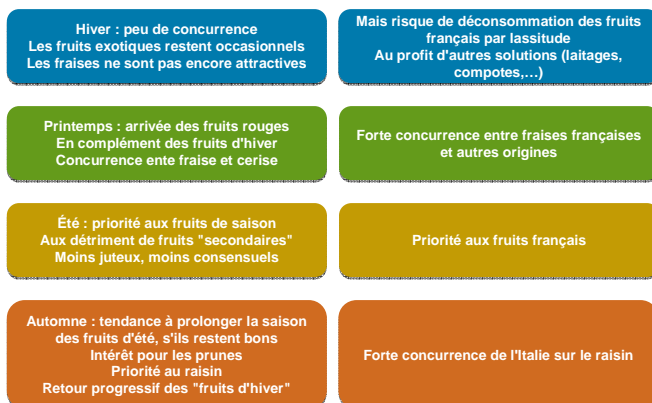 Hiver : peu de concurrence
Les fruits exotiques restent occasionnels
Les fraises ne sont pas encore attractives
Mais risque de déconsommation des fruits
français par lassitude
Au profit d'autres solutions (laitages,
compotes,…)
Printemps : arrivée des fruits rouges
En complément des fruits d'hiver
Concurrence ente fraise et cerise
Forte concurrence entre fraises françaises
et autres origines
Été : priorité aux fruits de saison
Aux détriment de fruits "secondaires"
Moins juteux, moins consensuels
Priorité aux fruits français
Automne : tendance à prolonger la saison
des fruits d'été, s'ils restent bons
Intérêt pour les prunes
Priorité au raisin
Retour progressif des "fruits d'hiver"
Forte concurrence de l'Italie sur le raisin